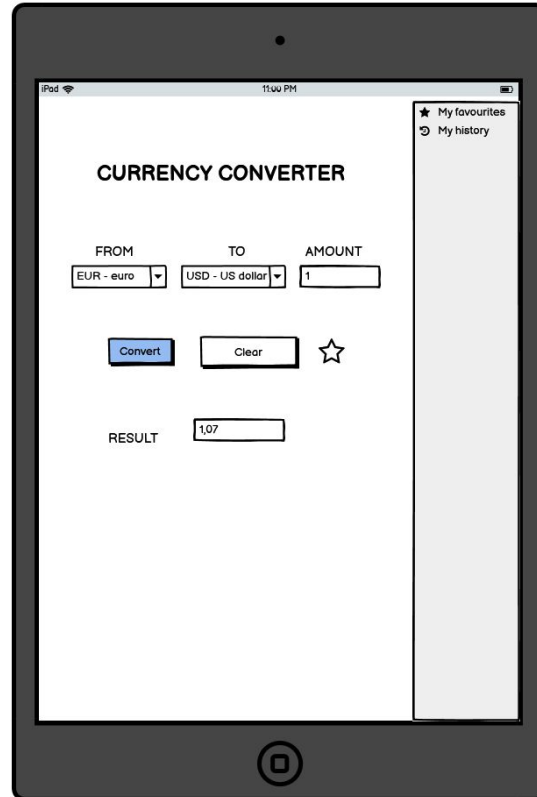 iPad 11:00 PM
My favourites
My history
CURRENCY CONVERTER
FROM TO AMOUNT
EUR - euro USD - US dollar 1
Convert Clear
RESULT 1,07